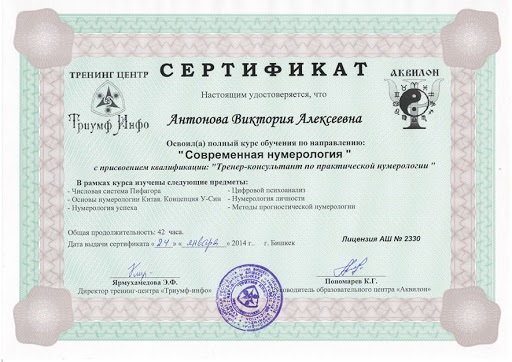 ТРЕНИНГ ЦЕНТР
СЕРТИФИКАТ
АКВИЛОН
Триумф Инфо
Настоящим удостоверяется, что
Антонова Виктория Алексеевна
Освоил(а) полный курс обучения по направлению:
"Современная нумерология "
с присвоением квалификации: "Тренер-консультант по практической нумерологии "
В рамках курса изучены следующие предметы:
- Числовая система Пифагора
- Цифровой психоанализ
- Основы нумерологии Китая. Концепция У-Син
- Нумерология личности
- Нумерология успеха
- Методы прогностической нумерологии
Общая продолжительность: 42 часа.
Дата выдачи сертификата « 24 » « январь » 2014 г. г. Бишкек
Лицензия АШ № 2330
Ярмухамедова Э.Ф.
Пономарев К.Г.
Директор тренинг-центра «Триумф-инфо»
руководитель образовательного центра «Аквилон»